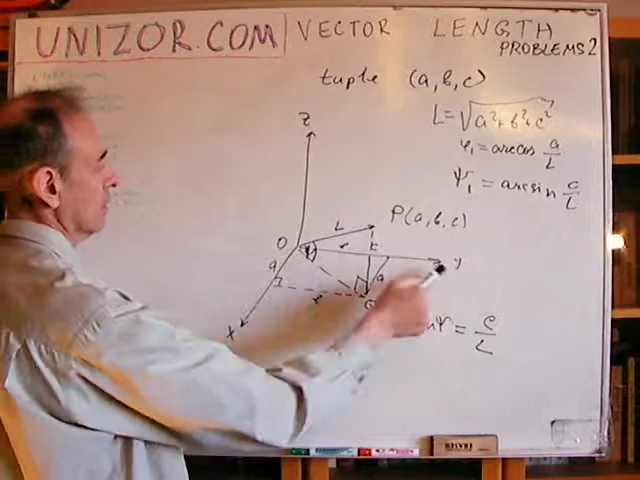 UNIZOR.COM VECTOR LENGTH
PROBLEMS 2
tuple (a, b, c)
L=√a²+b²+c²
φ₁=arccos a/L
ψ₁=arcsin c/L
Z
L
P(a, b, c)
O
y
a
a
x
ψ= c/L